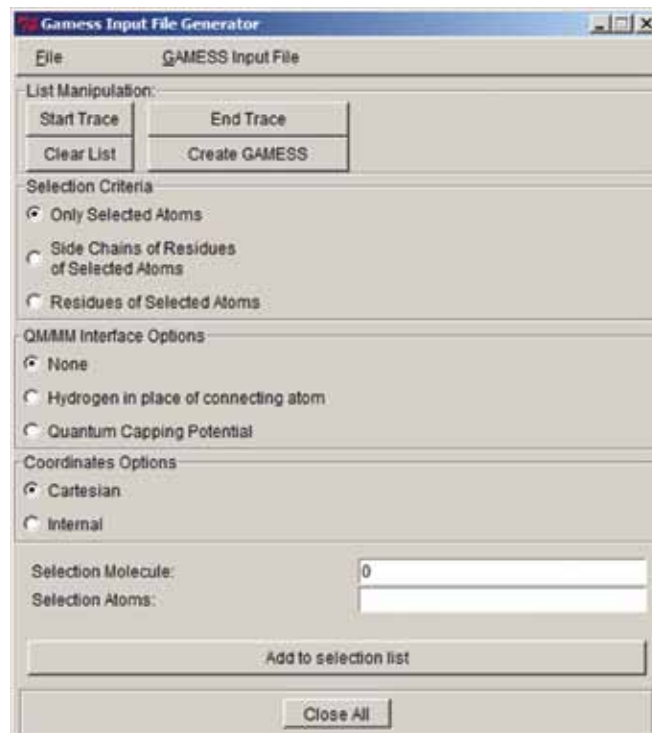 Gamess Input File Generator
File GAMESS Input File
List Manipulation:
Start Trace End Trace
Clear List Create GAMESS
Selection Criteria
Only Selected Atoms
Side Chains of Residues
of Selected Atoms
Residues of Selected Atoms
QM/MM Interface Options
None
Hydrogen in place of connecting atom
Quantum Capping Potential
Coordinates Options
Cartesian
Internal
Selection Molecule: 0
Selection Atoms:
Add to selection list
Close All